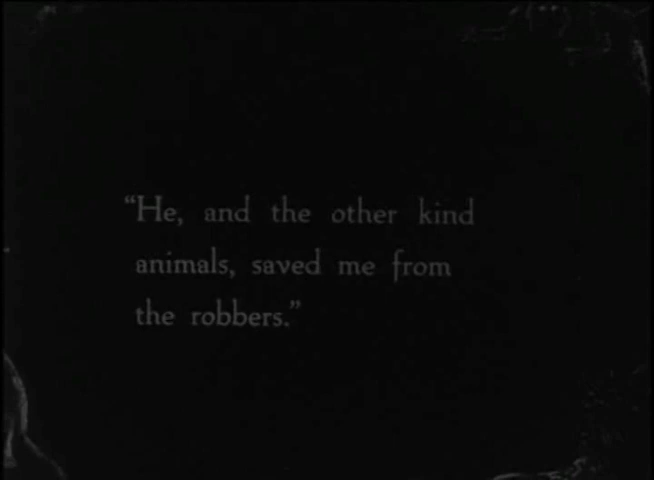 “He, and the other kind
animals, saved me from
the robbers.”